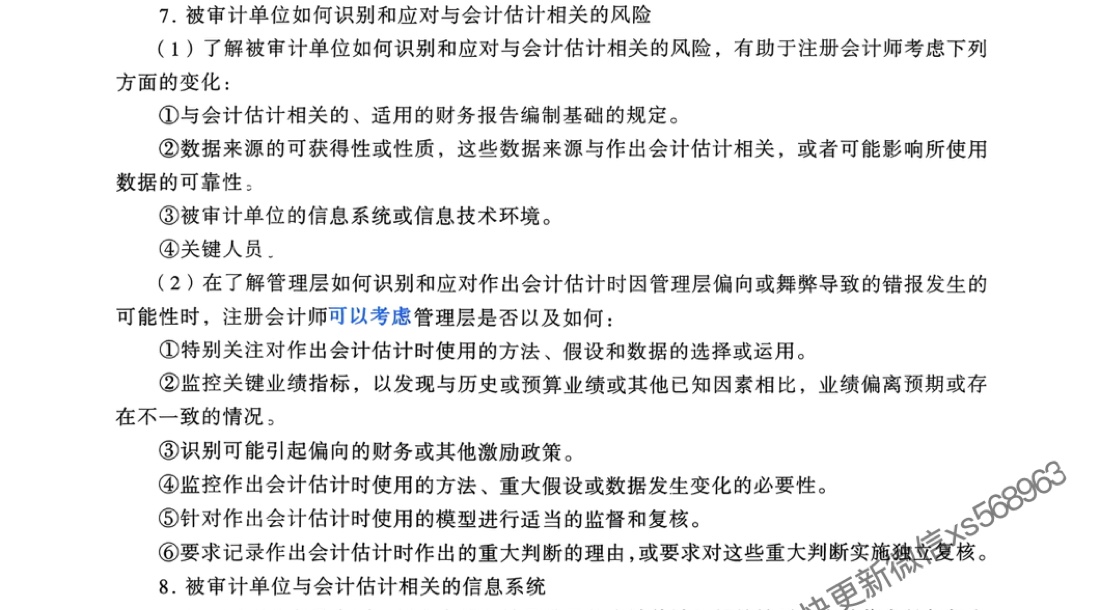 7. 被审计单位如何识别和应对与会计估计相关的风险
（1）了解被审计单位如何识别和应对与会计估计相关的风险，有助于注册会计师考虑下列
方面的变化：
①与会计估计相关的、适用的财务报告编制基础的规定。
②数据来源的可获得性或性质，这些数据来源与作出会计估计相关，或者可能影响所使用
数据的可靠性。
③被审计单位的信息系统或信息技术环境。
④关键人员。
（2）在了解管理层如何识别和应对作出会计估计时因管理层偏向或舞弊导致的错报发生的
可能性时，注册会计师可以考虑管理层是否以及如何：
①特别关注对作出会计估计时使用的方法、假设和数据的选择或运用。
②监控关键业绩指标，以发现与历史或预算业绩或其他已知因素相比，业绩偏离预期或存
在不一致的情况。
③识别可能引起偏向的财务或其他激励政策。
④监控作出会计估计时使用的方法、重大假设或数据发生变化的必要性。
⑤针对作出会计估计时使用的模型进行适当的监督和复核。
⑥要求记录作出会计估计时作出的重大判断的理由，或要求对这些重大判断实施独立复核。
8. 被审计单位与会计估计相关的信息系统
快更新微信xs568963